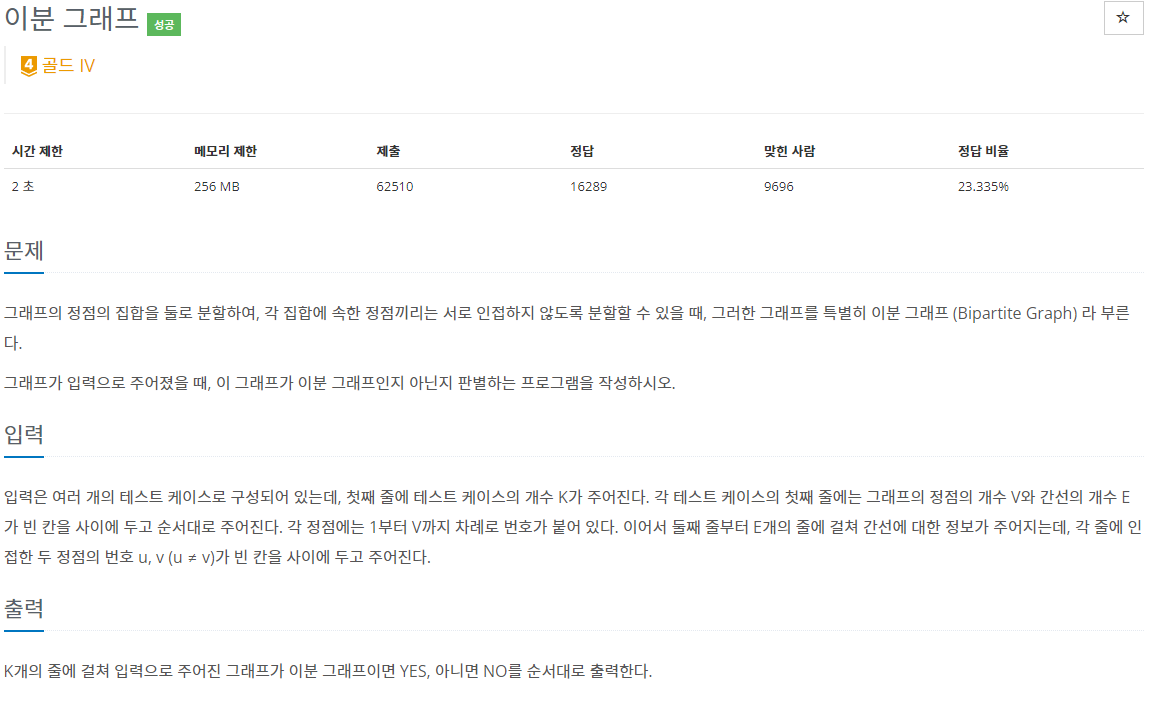 이분 그래프 성공
☆
4 골드 IV
시간 제한 메모리 제한 제출 정답 맞힌 사람 정답 비율
2 초 256 MB 62510 16289 9696 23.335%
문제
그래프의 정점의 집합을 둘로 분할하여, 각 집합에 속한 정점끼리는 서로 인접하지 않도록 분할할 수 있을 때, 그러한 그래프를 특별히 이분 그래프 (Bipartite Graph) 라 부른
다.
그래프가 입력으로 주어졌을 때, 이 그래프가 이분 그래프인지 아닌지 판별하는 프로그램을 작성하시오.
입력
입력은 여러 개의 테스트 케이스로 구성되어 있는데, 첫째 줄에 테스트 케이스의 개수 K가 주어진다. 각 테스트 케이스의 첫째 줄에는 그래프의 정점의 개수 V와 간선의 개수 E
가 빈 칸을 사이에 두고 순서대로 주어진다. 각 정점에는 1부터 V까지 차례로 번호가 붙어 있다. 이어서 둘째 줄부터 E개의 줄에 걸쳐 간선에 대한 정보가 주어지는데, 각 줄에 인
접한 두 정점의 번호 u, v (u ≠ v)가 빈 칸을 사이에 두고 주어진다.
출력
K개의 줄에 걸쳐 입력으로 주어진 그래프가 이분 그래프이면 YES, 아니면 NO를 순서대로 출력한다.